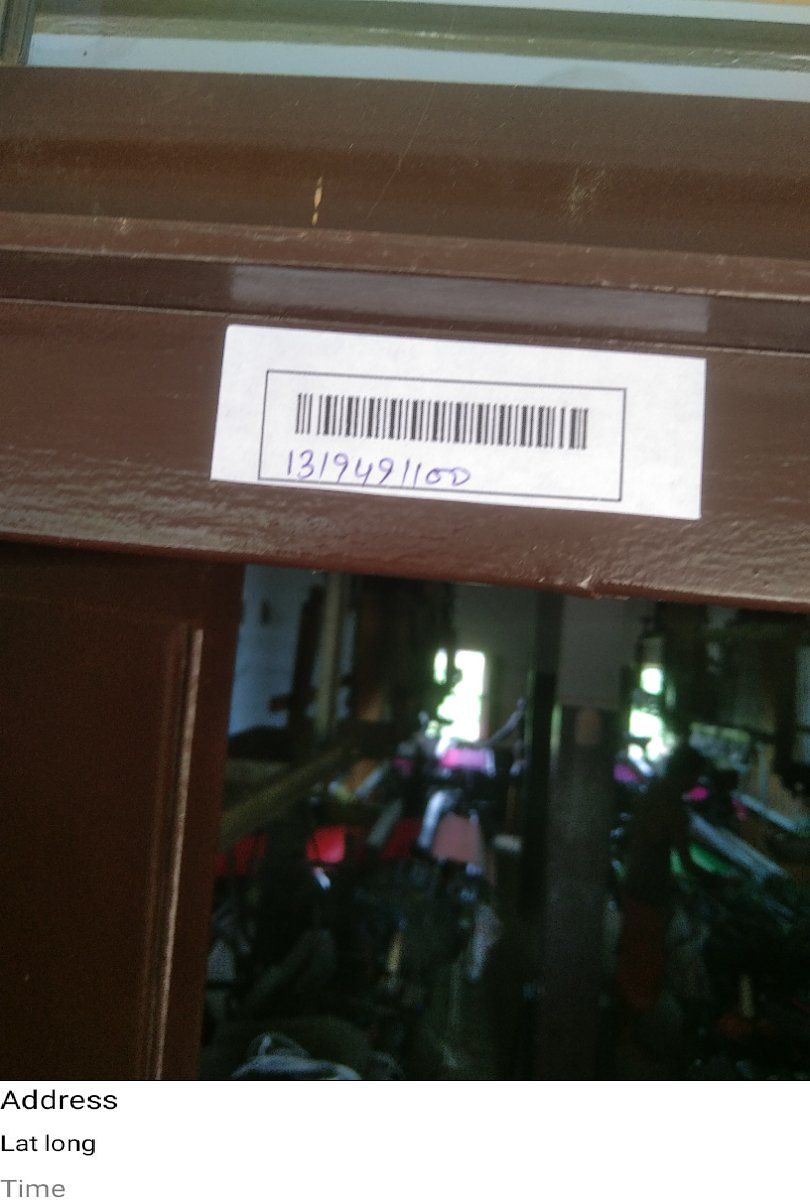 1319491100
Address
Lat long
Time